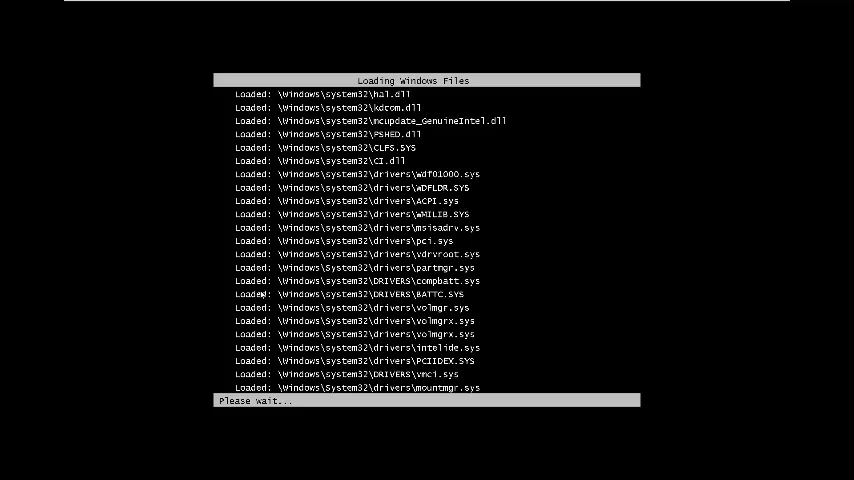 Loading Windows Files
Loaded: \Windows\system32\hal.dll
Loaded: \Windows\system32\kdcom.dll
Loaded: \Windows\system32\mcupdate_GenuineIntel.dll
Loaded: \Windows\system32\PSHED.dll
Loaded: \Windows\system32\CLFS.SYS
Loaded: \Windows\system32\CI.dll
Loaded: \Windows\system32\drivers\Wdf01000.sys
Loaded: \Windows\system32\drivers\WDFLDR.SYS
Loaded: \Windows\system32\drivers\ACPI.sys
Loaded: \Windows\system32\drivers\WMILIB.SYS
Loaded: \Windows\system32\drivers\msisadrv.sys
Loaded: \Windows\system32\drivers\pci.sys
Loaded: \Windows\system32\drivers\vdrvroot.sys
Loaded: \Windows\System32\drivers\partmgr.sys
Loaded: \Windows\system32\DRIVERS\compbatt.sys
Loaded: \Windows\system32\DRIVERS\BATTC.SYS
Loaded: \Windows\system32\drivers\volmgr.sys
Loaded: \Windows\System32\drivers\volmgrx.sys
Loaded: \Windows\System32\drivers\volmgrx.sys
Loaded: \Windows\system32\drivers\intelide.sys
Loaded: \Windows\system32\drivers\PCIIDEX.SYS
Loaded: \Windows\system32\DRIVERS\vmci.sys
Loaded: \Windows\System32\drivers\mountmgr.sys
Please wait...